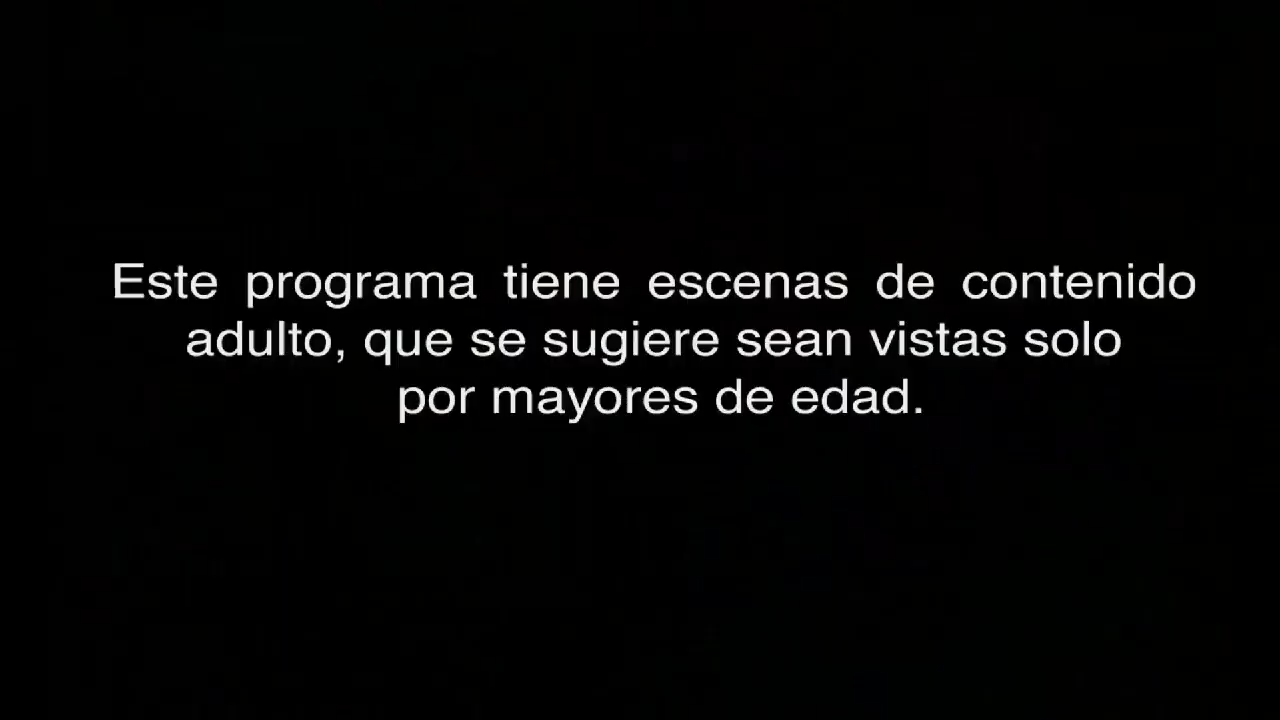 Este programa tiene escenas de contenido
adulto, que se sugiere sean vistas solo
por mayores de edad.